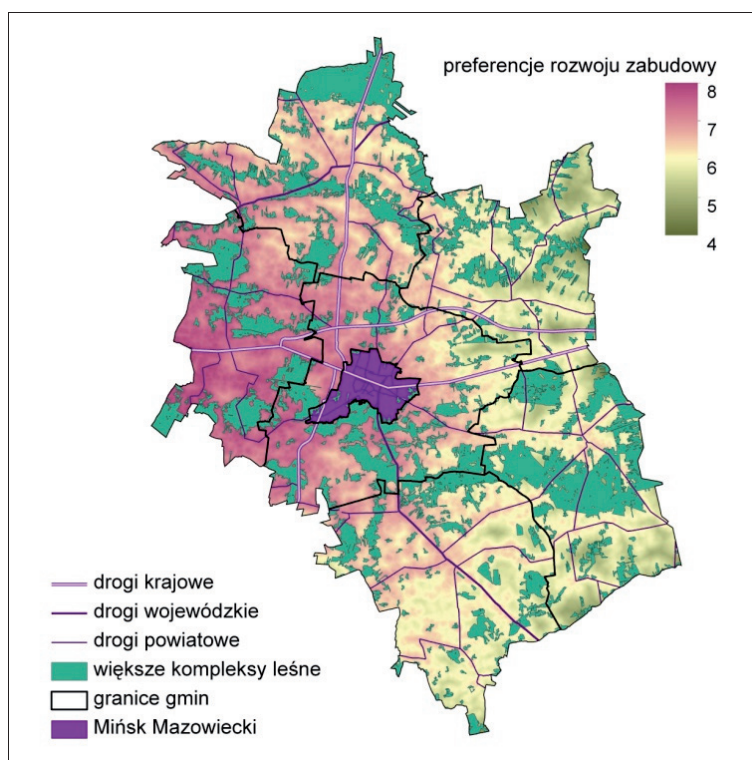 preferencje rozwoju zabudowy
8
7
6
5
4
drogi krajowe
drogi wojewódzkie
drogi powiatowe
większe kompleksy leśne
granice gmin
Mińsk Mazowiecki